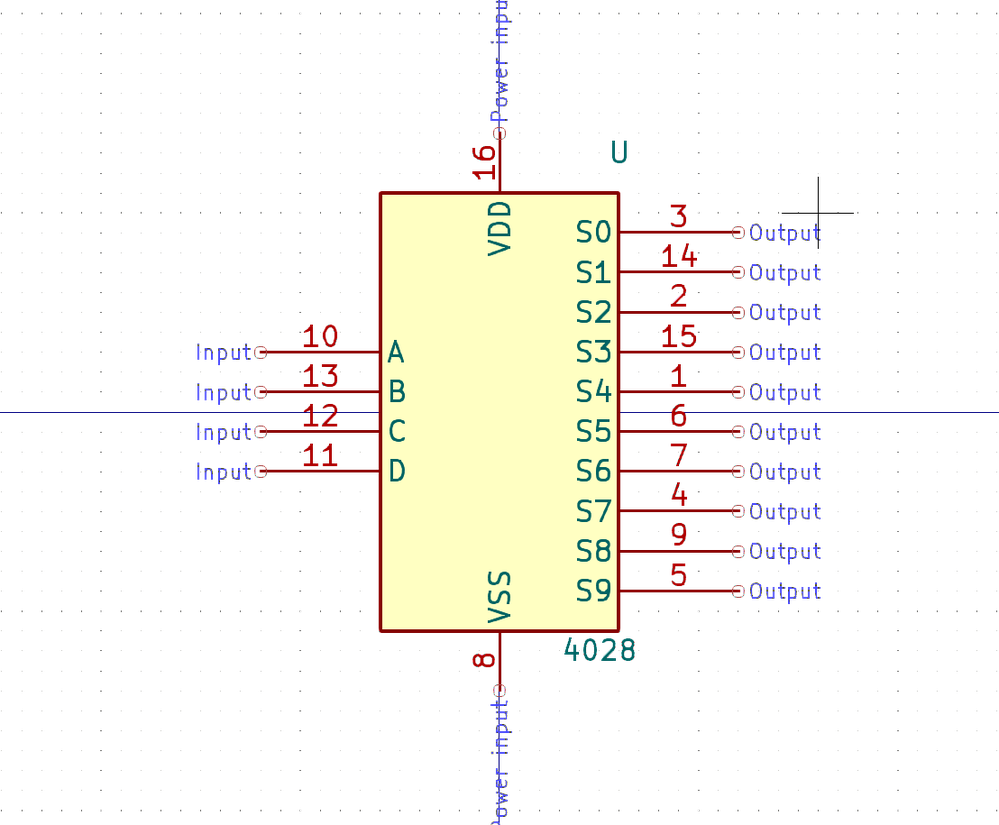 Power inpu
16
U
VDD
S0 3 Output
S1 14 Output
S2 2 Output
Input 10 A S3 15 Output
Input 13 B S4 1 Output
Input 12 C S5 6 Output
Input 11 D S6 7 Output
S7 4 Output
S8 9 Output
S9 5 Output
VSS
4028
8
Power input